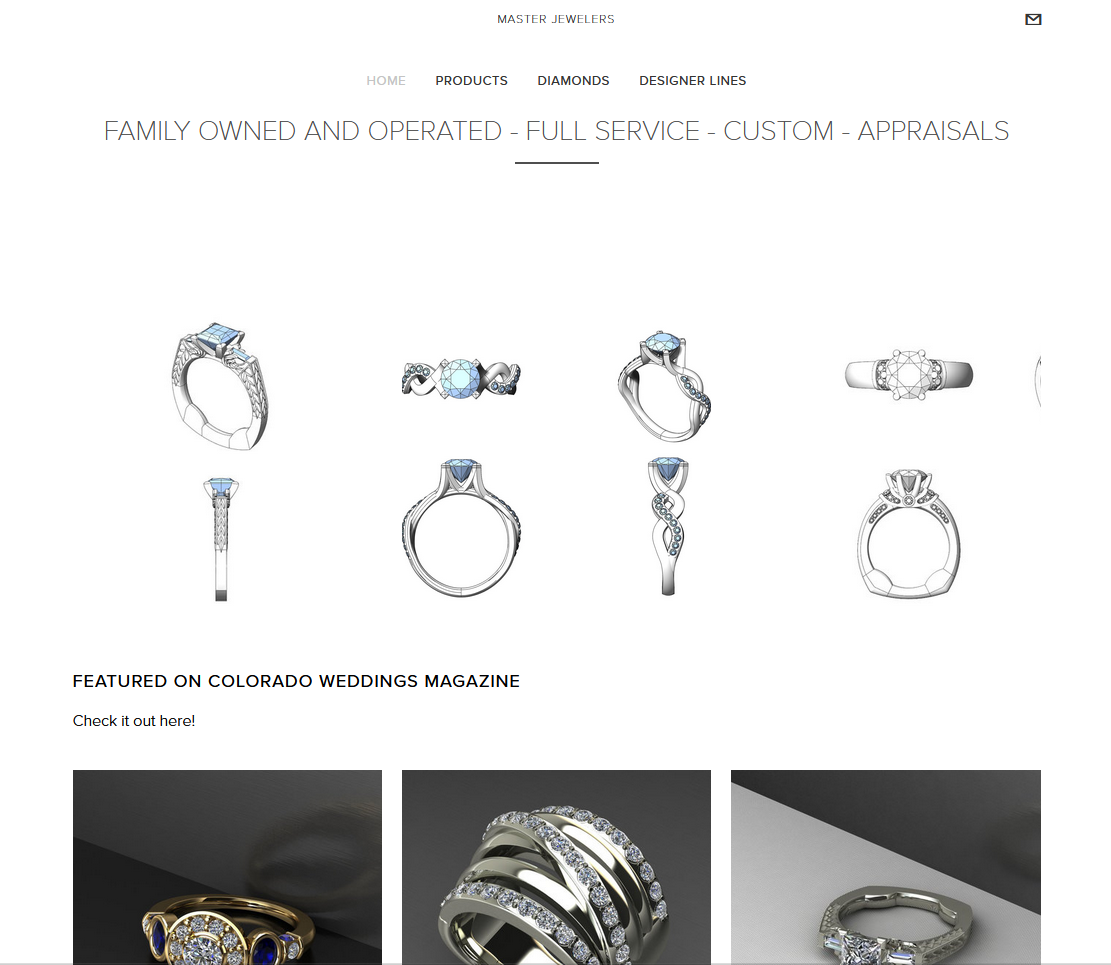 MASTER JEWELERS
HOME PRODUCTS DIAMONDS DESIGNER LINES
FAMILY OWNED AND OPERATED - FULL SERVICE - CUSTOM - APPRAISALS
FEATURED ON COLORADO WEDDINGS MAGAZINE
Check it out here!